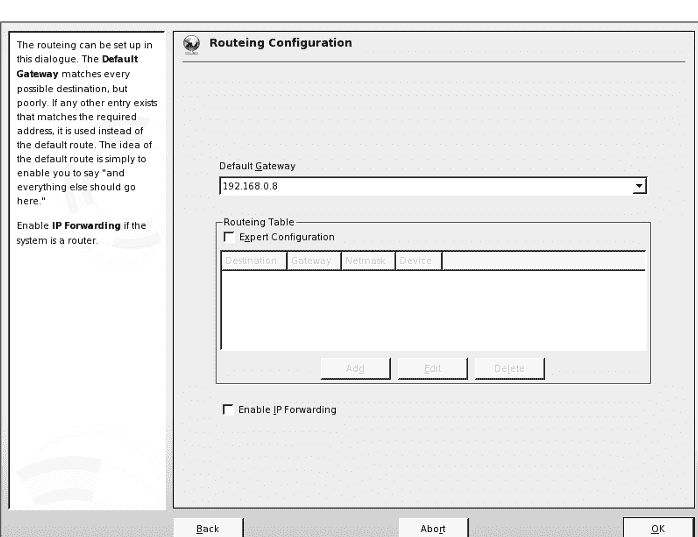 The routeing can be set up in
this dialogue. The Default
Gateway matches every
possible destination, but
poorly. If any other entry exists
that matches the required
address, it is used instead of
the default route. The idea of
the default route is simply to
enable you to say "and
everything else should go
here."
Enable IP Forwarding if the
system is a router.
Routeing Configuration
Default Gateway
192.168.0.8
Routeing Table
Expert Configuration
Destination Gateway Netmask Device
Add Edit Delete
Enable IP Forwarding
Back Abort OK